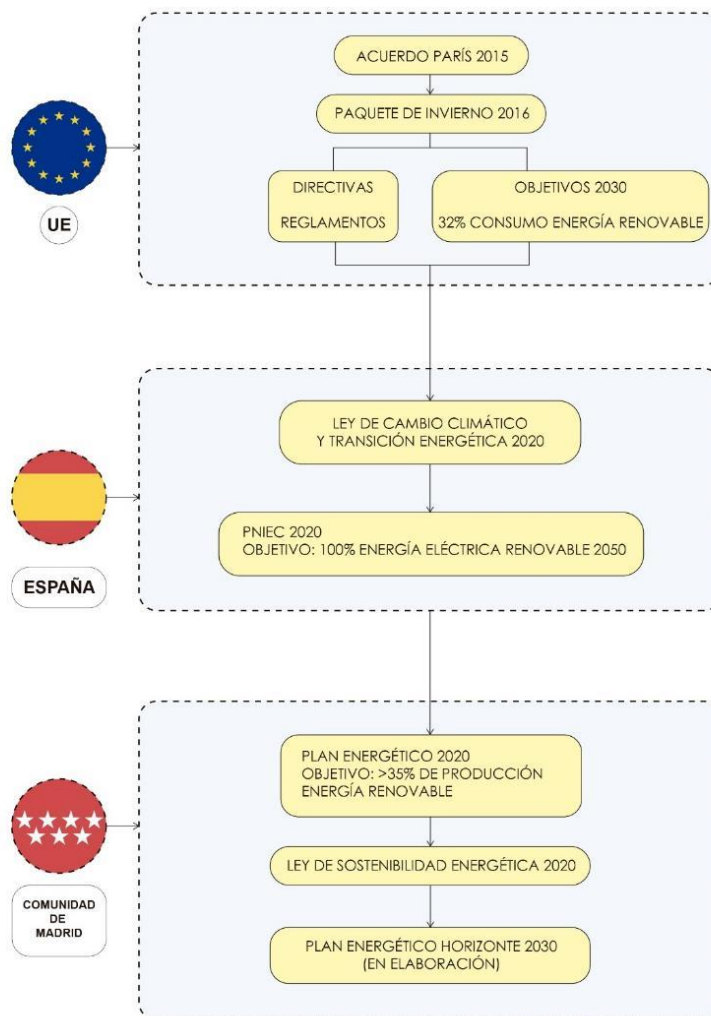 ACUERDO PARÍS 2015
PAQUETE DE INVIERNO 2016
DIRECTIVAS
REGLAMENTOS
OBJETIVOS 2030
32% CONSUMO ENERGÍA RENOVABLE
UE
LEY DE CAMBIO CLIMÁTICO
Y TRANSICIÓN ENERGÉTICA 2020
PNIEC 2020
OBJETIVO: 100% ENERGÍA ELÉCTRICA RENOVABLE 2050
ESPAÑA
PLAN ENERGÉTICO 2020
OBJETIVO: >35% DE PRODUCCIÓN
ENERGÍA RENOVABLE
LEY DE SOSTENIBILIDAD ENERGÉTICA 2020
COMUNIDAD
DE
MADRID
PLAN ENERGÉTICO HORIZONTE 2030
(EN ELABORACIÓN)